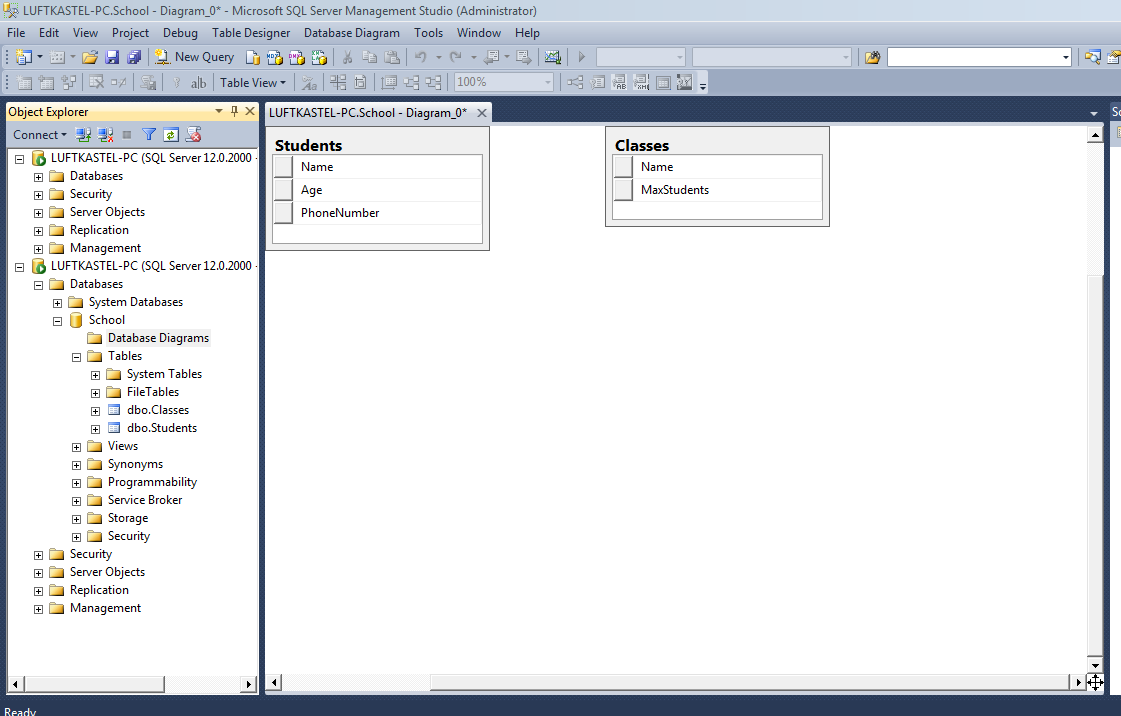 LUFTKASTEL-PC.School - Diagram_0* - Microsoft SQL Server Management Studio (Administrator)
File Edit View Project Debug Table Designer Database Diagram Tools Window Help
New Query
ab| Table View 100%
Object Explorer
LUFTKASTEL-PC.School - Diagram_0*
Connect
LUFTKASTEL-PC (SQL Server 12.0.2000 -
Databases
Security
Server Objects
Replication
Management
LUFTKASTEL-PC (SQL Server 12.0.2000 -
Databases
System Databases
School
Database Diagrams
Tables
System Tables
FileTables
dbo.Classes
dbo.Students
Views
Synonyms
Programmability
Service Broker
Storage
Security
Security
Server Objects
Replication
Management
Students
Name
Age
PhoneNumber
Classes
Name
MaxStudents
Ready